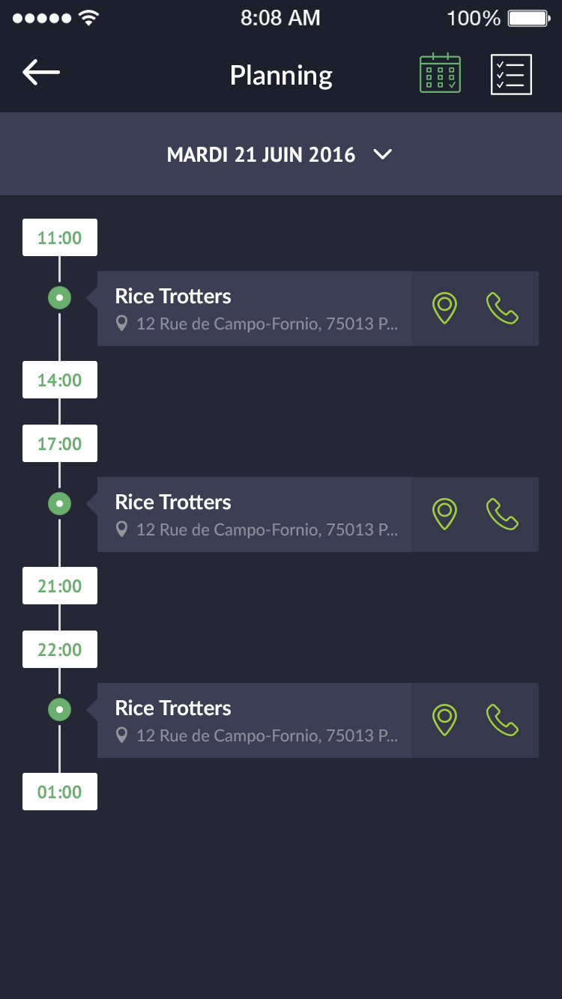 8:08 AM 100%
Planning
MARDI 21 JUIN 2016
11:00
Rice Trotters
12 Rue de Campo-Fornio, 75013 P...
14:00
17:00
Rice Trotters
12 Rue de Campo-Fornio, 75013 P...
21:00
22:00
Rice Trotters
12 Rue de Campo-Fornio, 75013 P...
01:00